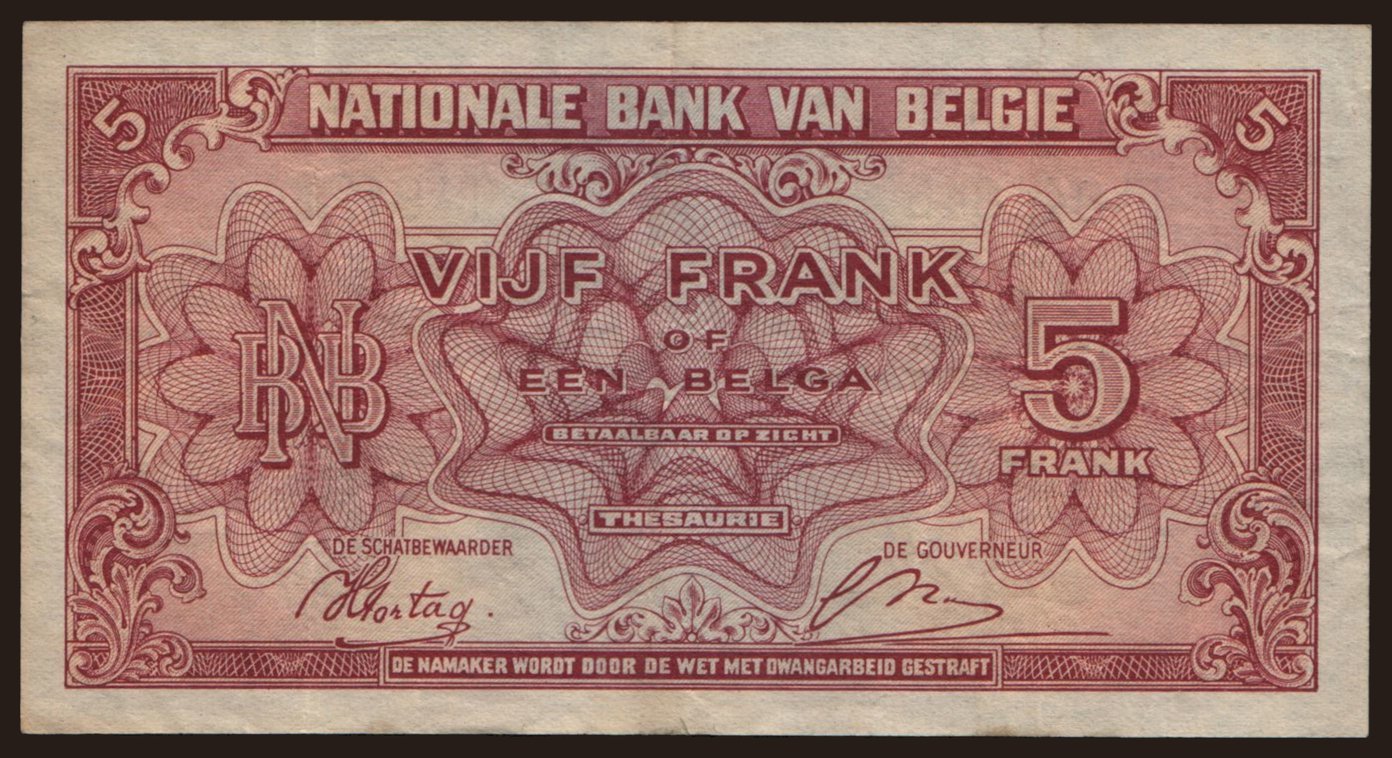 5 NATIONALE BANK VAN BELGIE 5
VIJF FRANK
OF
EEN BELGA
BNB 5
FRANK
BETAALBAAR OP ZICHT
THESAURIE
DE SCHATBEWAARDER DE GOUVERNEUR
DE NAMAKER WORDT DOOR DE WET MET DWANGARBEID GESTRAFT